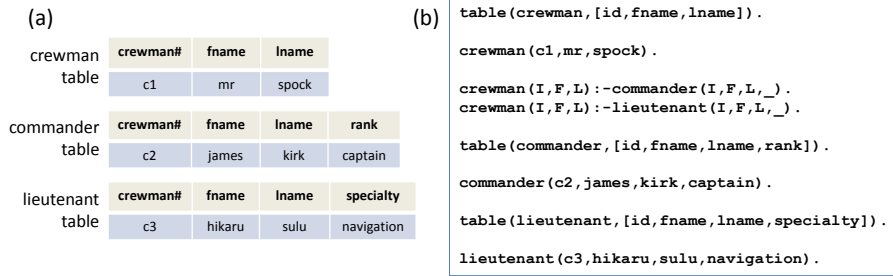 (a)
crewman table
crewman# fname lname
c1 mr spock
commander table
crewman# fname lname rank
c2 james kirk captain
lieutenant table
crewman# fname lname specialty
c3 hikaru sulu navigation
(b)
table(crewman,[id,fname,lname]).
crewman(c1,mr,spock).
crewman(I,F,L):-commander(I,F,L,_).
crewman(I,F,L):-lieutenant(I,F,L,_).
table(commander,[id,fname,lname,rank]).
commander(c2,james,kirk,captain).
table(lieutenant,[id,fname,lname,specialty]).
lieutenant(c3,hikaru,sulu,navigation).